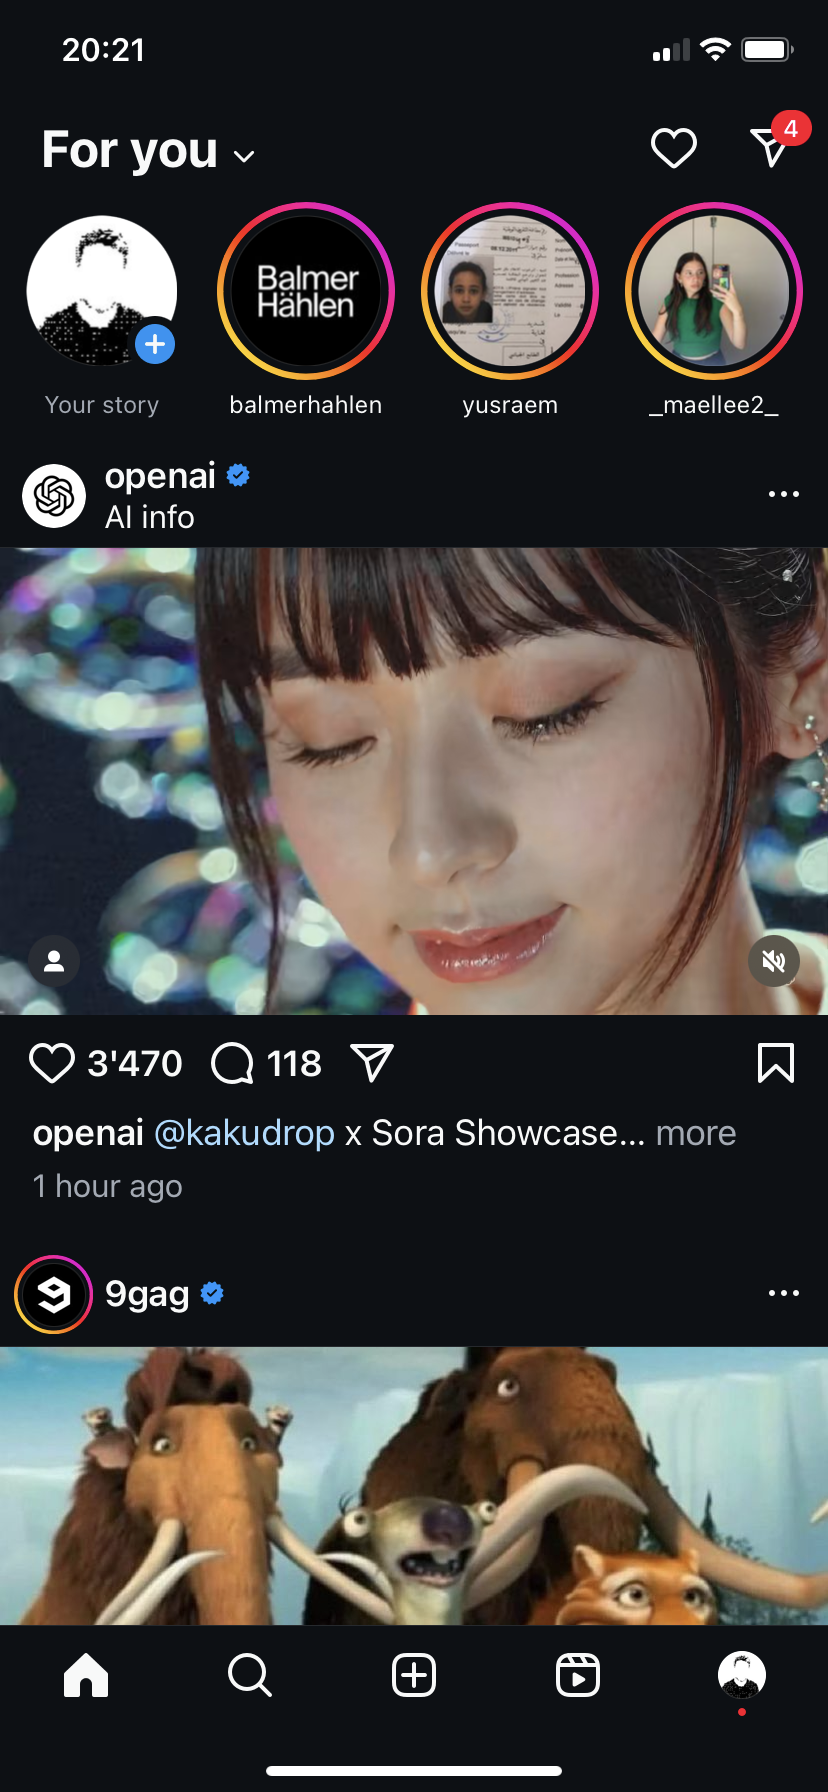 20:21
For you
4
Balmer
Hählen
Your story
balmerhahlen
yusraem
_maellee2_
openai
AI info
3'470
118
openai @kakudrop x Sora Showcase... more
1 hour ago
9gag